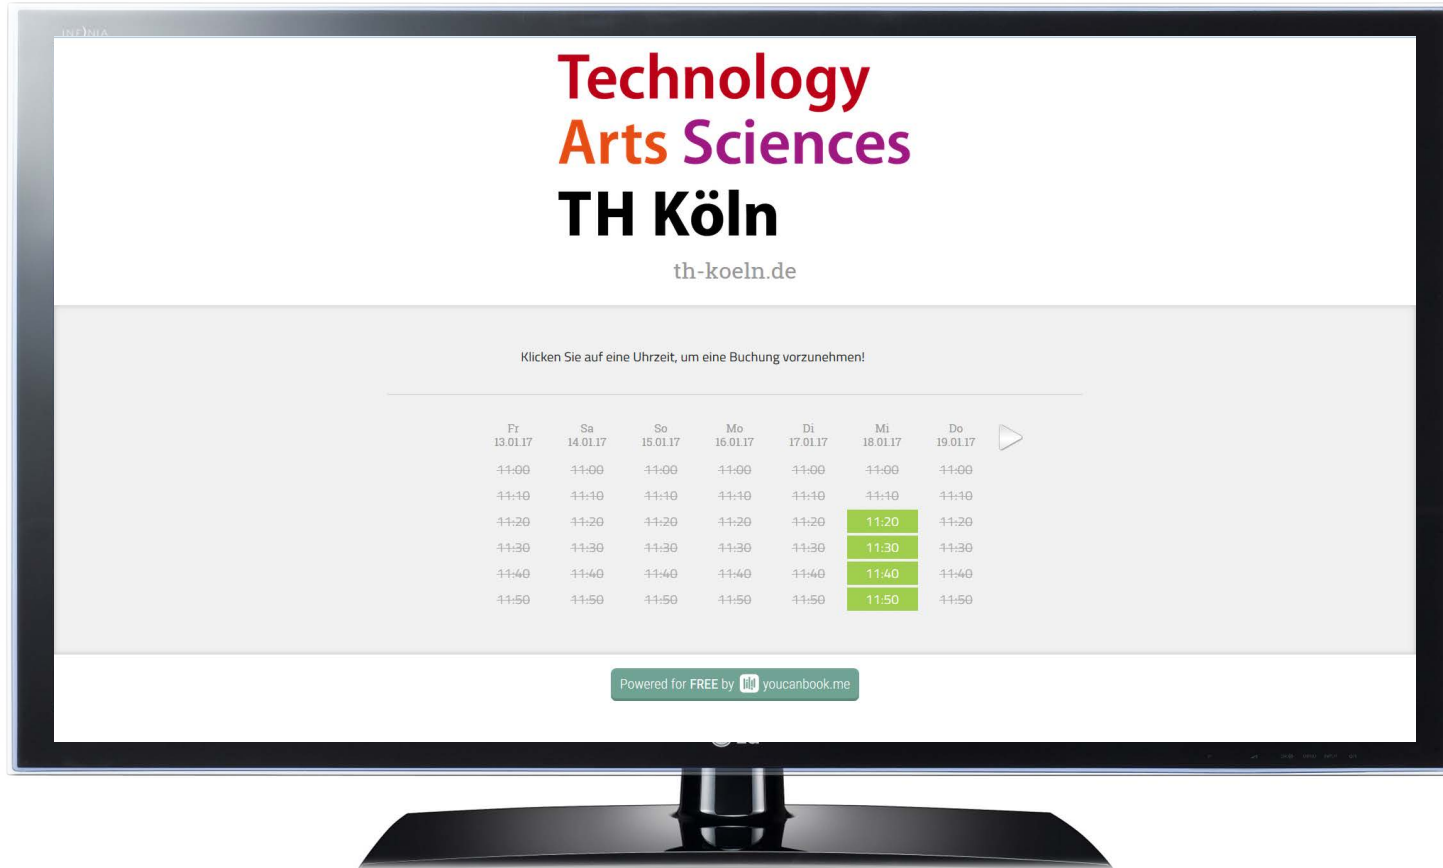 INFINIA
Technology
Arts Sciences
TH Köln
th-koeln.de
Klicken Sie auf eine Uhrzeit, um eine Buchung vorzunehmen!
Fr Sa So Mo Di Mi Do
13.01.17 14.01.17 15.01.17 16.01.17 17.01.17 18.01.17 19.01.17
11:00 11:00 11:00 11:00 11:00 11:00 11:00
11:10 11:10 11:10 11:10 11:10 11:10 11:10
11:20 11:20 11:20 11:20 11:20 11:20 11:20
11:30 11:30 11:30 11:30 11:30 11:30 11:30
11:40 11:40 11:40 11:40 11:40 11:40 11:40
11:50 11:50 11:50 11:50 11:50 11:50 11:50
Powered for FREE by youcanbook.me